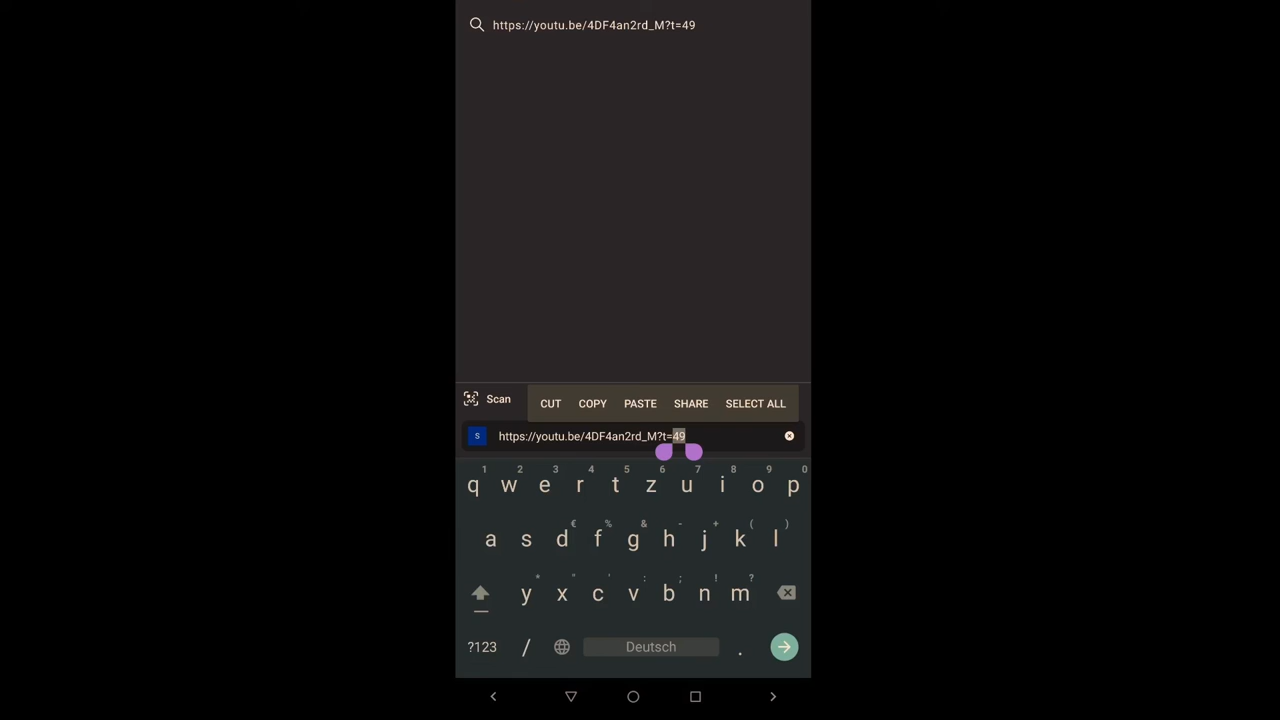 https://youtu.be/4DF4an2rd_M?t=49
Scan
CUT COPY PASTE SHARE SELECT ALL
S https://youtu.be/4DF4an2rd_M?t=49
1 2 3 4 5 6 7 8 9 0
q w e r t z u i o p
€ % & - + ( )
a s d f g h j k l
* " ' : ; ! ?
y x c v b n m
?123 / Deutsch .